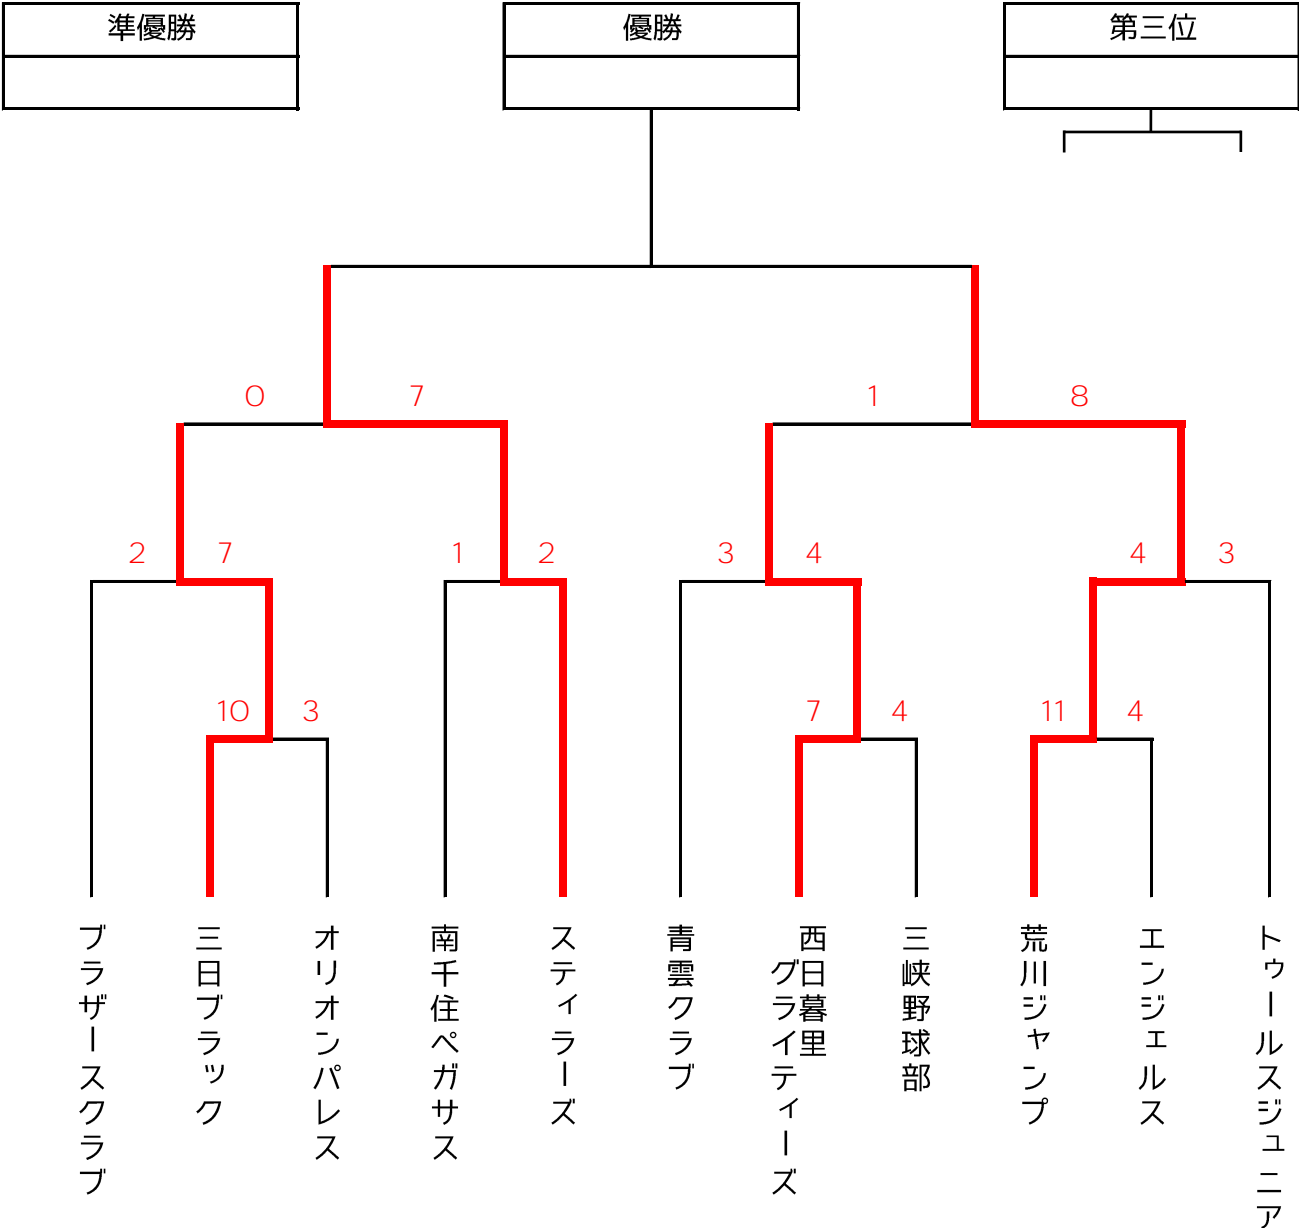 準優勝
優勝
第三位
0
7
1
8
2
7
1
2
3
4
4
3
10
3
7
4
11
4
ブラザースクラブ
三日ブラック
オリオンパレス
南千住ペガサス
スティラーズ
青雲クラブ
西日暮里
グライティーズ
三峡野球部
荒川ジャンプ
エンジェルス
トゥールスジュニア